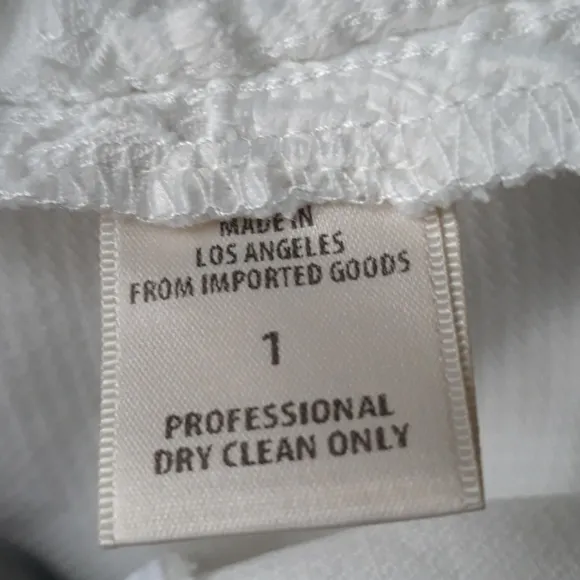 MADE IN
LOS ANGELES
FROM IMPORTED GOODS
1
PROFESSIONAL
DRY CLEAN ONLY